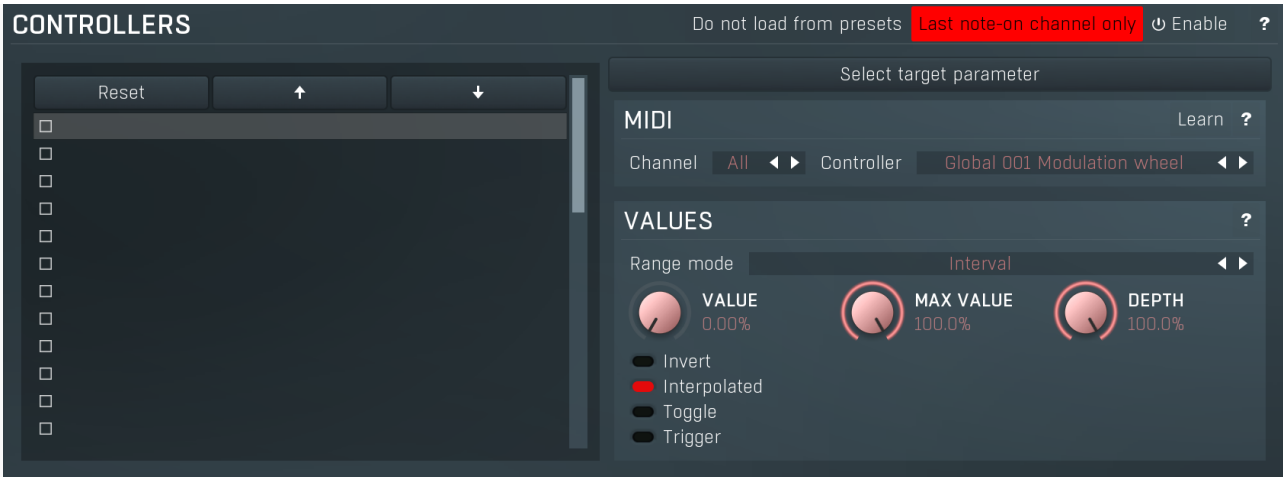 CONTROLLERS Do not load from presets Last note-on channel only Enable ?
Select target parameter
Reset
MIDI Learn ?
Channel All Controller Global 001 Modulation wheel
VALUES ?
Range mode Interval
VALUE MAX VALUE DEPTH
0.00% 100.0% 100.0%
Invert
Interpolated
Toggle
Trigger